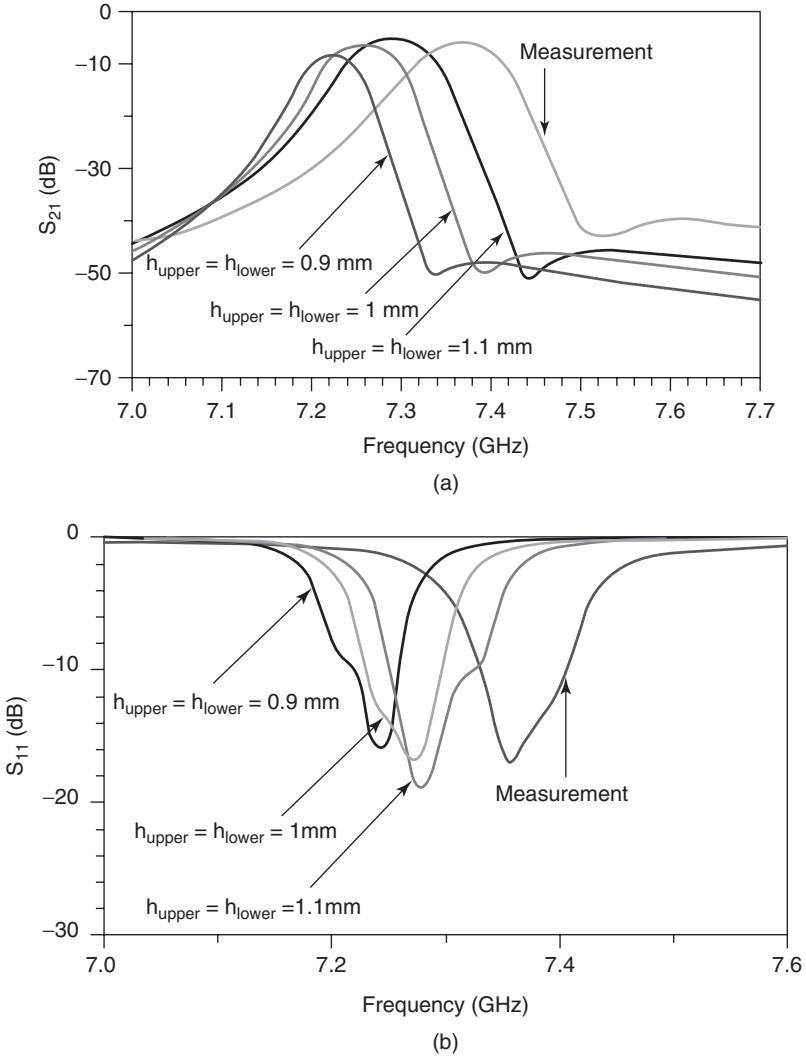 0
−10
−30
−50
−70
S21 (dB)
Measurement
hupper = hlower = 0.9 mm
hupper = hlower = 1 mm
hupper = hlower =1.1 mm
7.0 7.1 7.2 7.3 7.4 7.5 7.6 7.7
Frequency (GHz)
(a)
0
−10
−20
−30
S11 (dB)
hupper = hlower = 0.9 mm
Measurement
hupper = hlower = 1mm
hupper = hlower =1.1mm
7.0 7.2 7.4 7.6
Frequency (GHz)
(b)